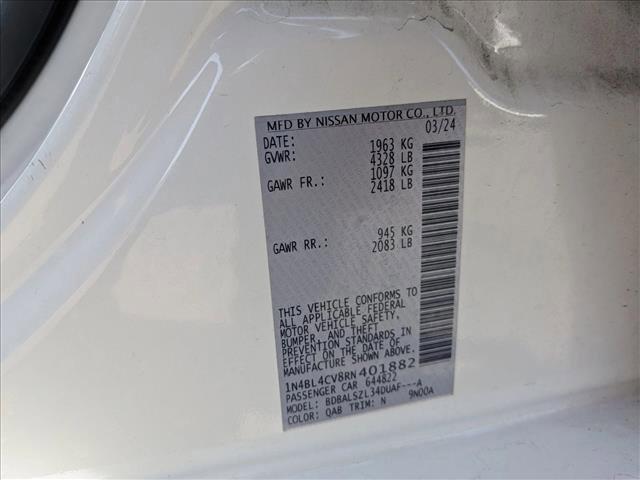 MFD BY NISSAN MOTOR CO., LTD.
DATE: 03/24
GVWR: 1963 KG
4328 LB
GAWR FR.: 1097 KG
2418 LB
GAWR RR.: 945 KG
2083 LB
THIS VEHICLE CONFORMS TO
ALL APPLICABLE FEDERAL
MOTOR VEHICLE SAFETY,
BUMPER, AND THEFT
PREVENTION STANDARDS IN
EFFECT ON THE DATE OF
MANUFACTURE SHOWN ABOVE.
1N4BL4CV8RN401882
PASSENGER CAR 644822
MODEL: BDBALSZL34DUAF---A
COLOR: QAB TRIM: N 9N00A